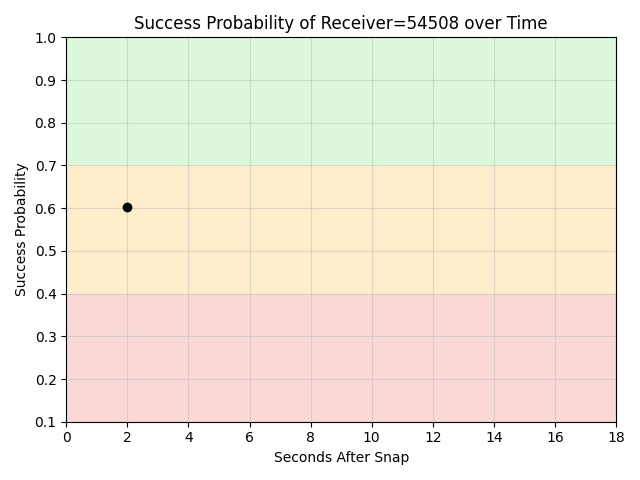 Success Probability of Receiver=54508 over Time
1.0
0.9
0.8
0.7
0.6
0.5
0.4
0.3
0.2
0.1
Success Probability
0 2 4 6 8 10 12 14 16 18
Seconds After Snap